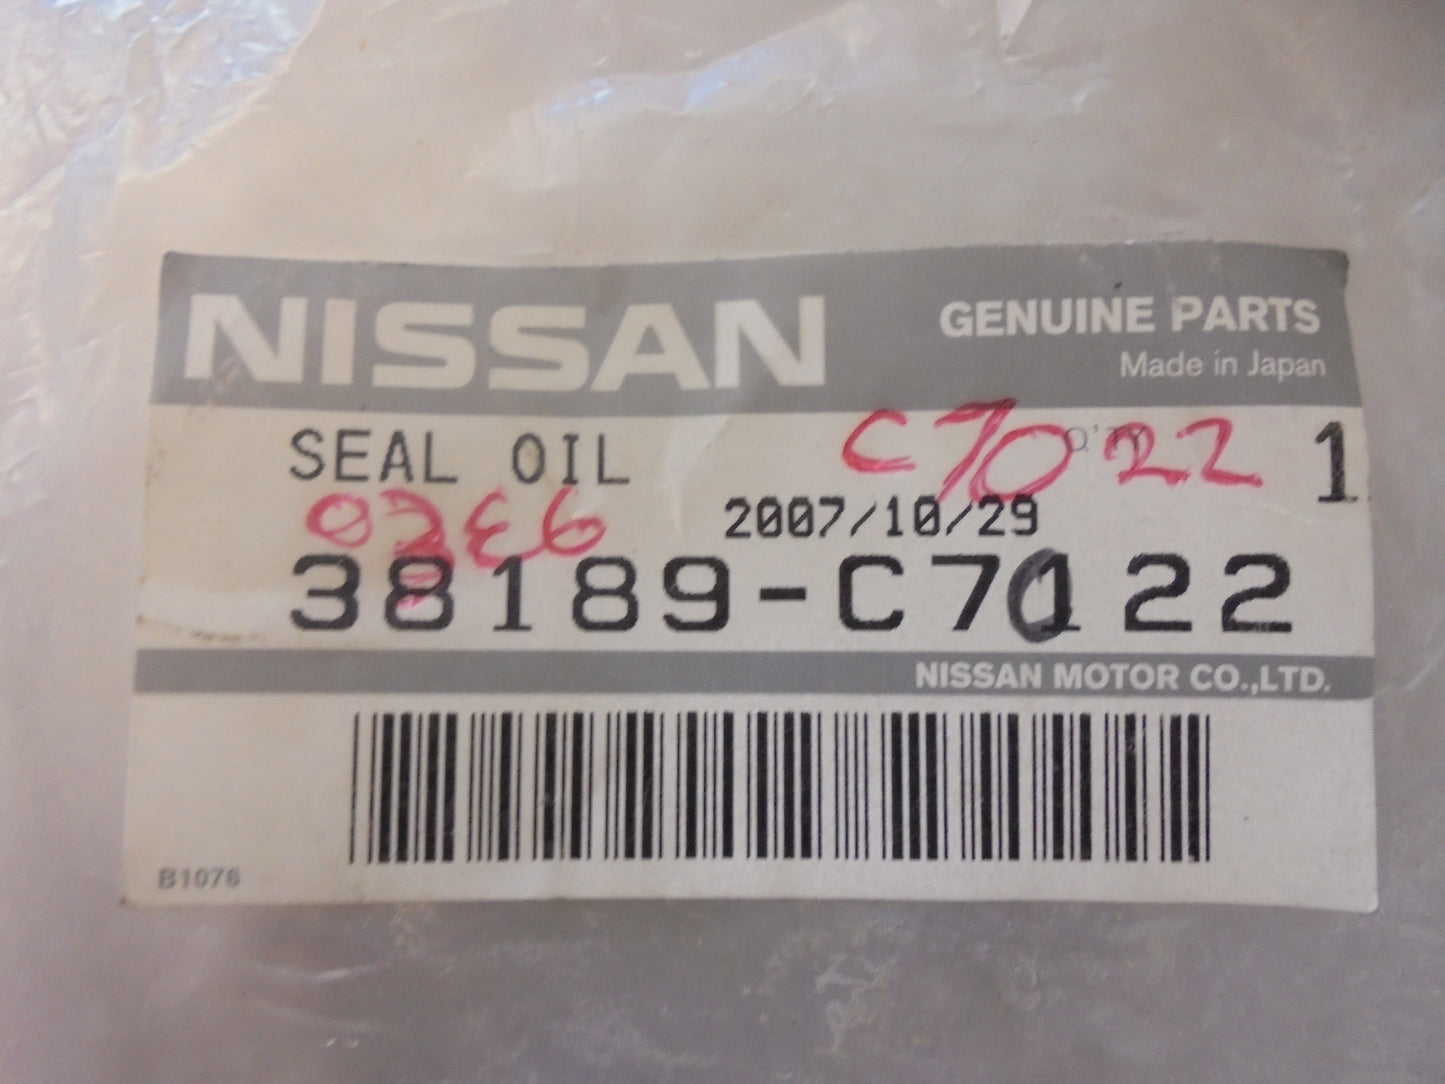 NISSAN
GENUINE PARTS
Made in Japan
SEAL OIL
C7022
Q'TY
1
2007/10/29
38189-C7122
NISSAN MOTOR CO.,LTD.
B1076